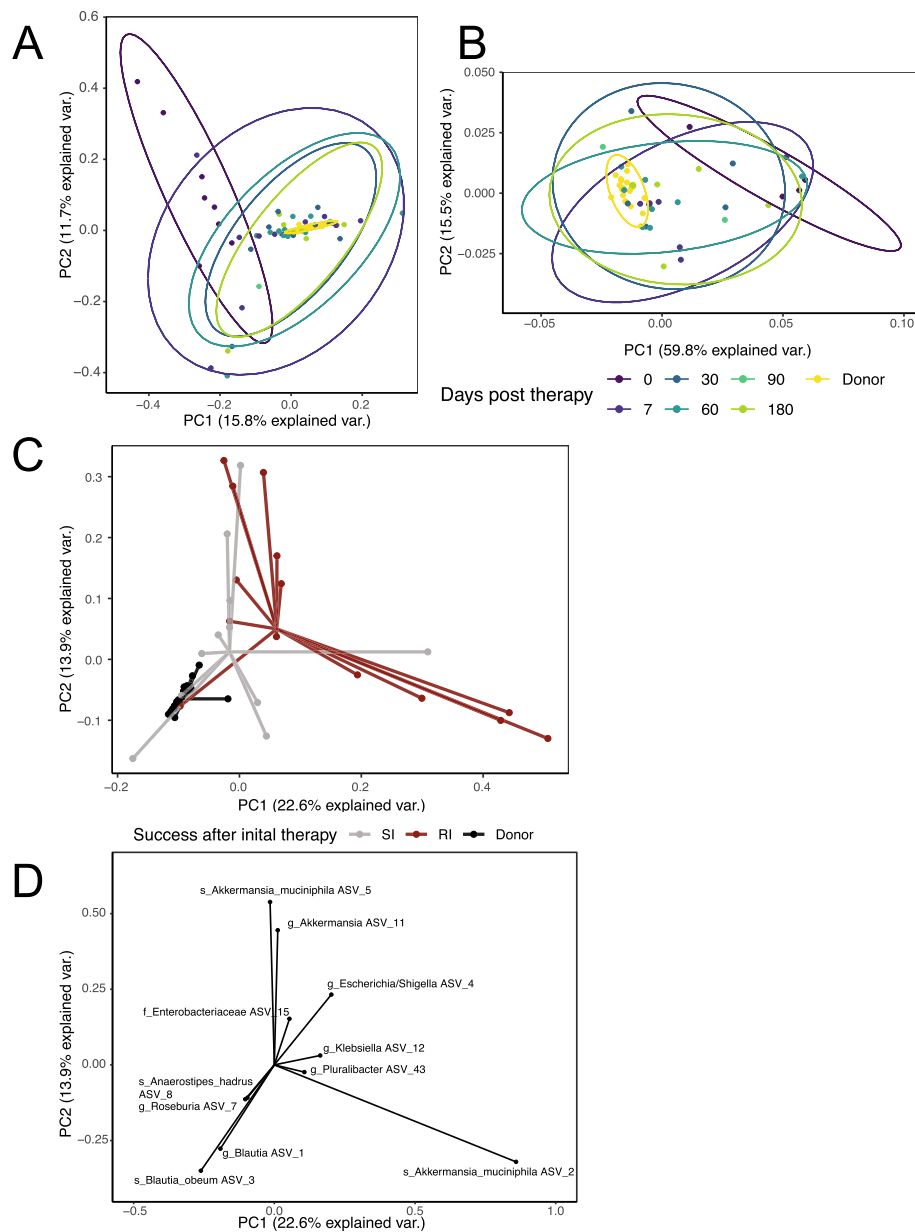 A
0.6
0.4
0.2
0.0
−0.2
−0.4
PC2 (11.7% explained var.)
−0.4
−0.2
0.0
0.2
PC1 (15.8% explained var.)
B
0.050
0.025
0.000
−0.025
PC2 (15.5% explained var.)
−0.05
0.00
0.05
0.10
PC1 (59.8% explained var.)
Days post therapy
0
30
90
Donor
7
60
180
C
0.3
0.2
0.1
0.0
−0.1
PC2 (13.9% explained var.)
−0.2
0.0
0.2
0.4
PC1 (22.6% explained var.)
Success after inital therapy
SI
RI
Donor
D
0.50
0.25
0.00
−0.25
PC2 (13.9% explained var.)
s_Akkermansia_muciniphila ASV_5
g_Akkermansia ASV_11
g_Escherichia/Shigella ASV_4
f_Enterobacteriaceae ASV_15
g_Klebsiella ASV_12
g_Pluralibacter ASV_43
s_Anaerostipes_hadrus
ASV_8
g_Roseburia ASV_7
g_Blautia ASV_1
s_Blautia_obeum ASV_3
s_Akkermansia_muciniphila ASV_2
−0.5
0.0
0.5
1.0
PC1 (22.6% explained var.)